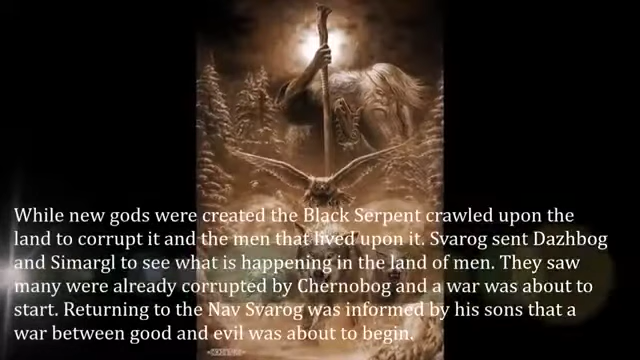 While new gods were created the Black Serpent crawled upon the
land to corrupt it and the men that lived upon it. Svarog sent Dazhbog
and Simargl to see what is happening in the land of men. They saw
many were already corrupted by Chernobog and a war was about to
start. Returning to the Nav Svarog was informed by his sons that a
war between good and evil was about to begin.